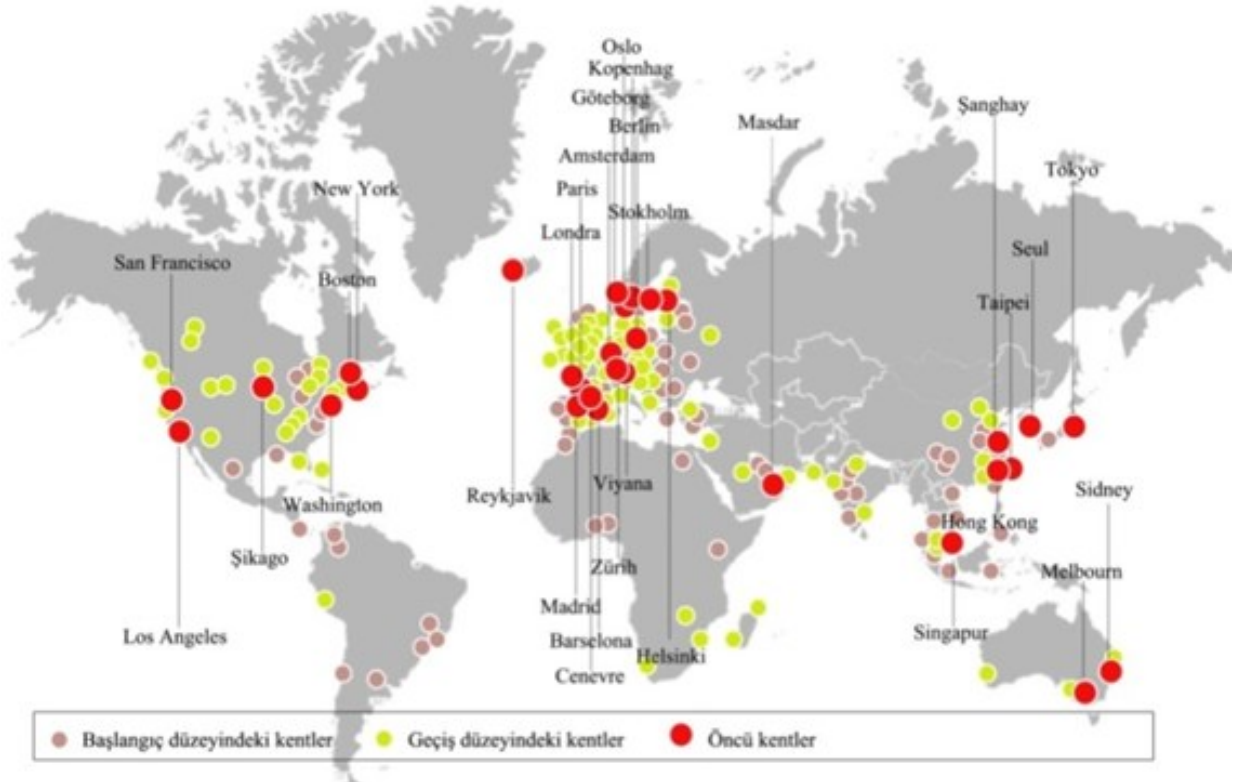 Oslo
Kopenhag
Göteborg
Berlin
Masdar
Şanghay
Amsterdam
Tokyo
New York
Paris
Stokholm
Londra
San Francisco
Boston
Seul
Taipei
Reykjavik
Viyana
Sidney
Washington
Hong Kong
Şikago
Zürih
Melbourn
Madrid
Los Angeles
Barselona
Singapur
Helsinki
Cenevre
Başlangıç düzeyindeki kentler
Geçiş düzeyindeki kentler
Öncü kentler